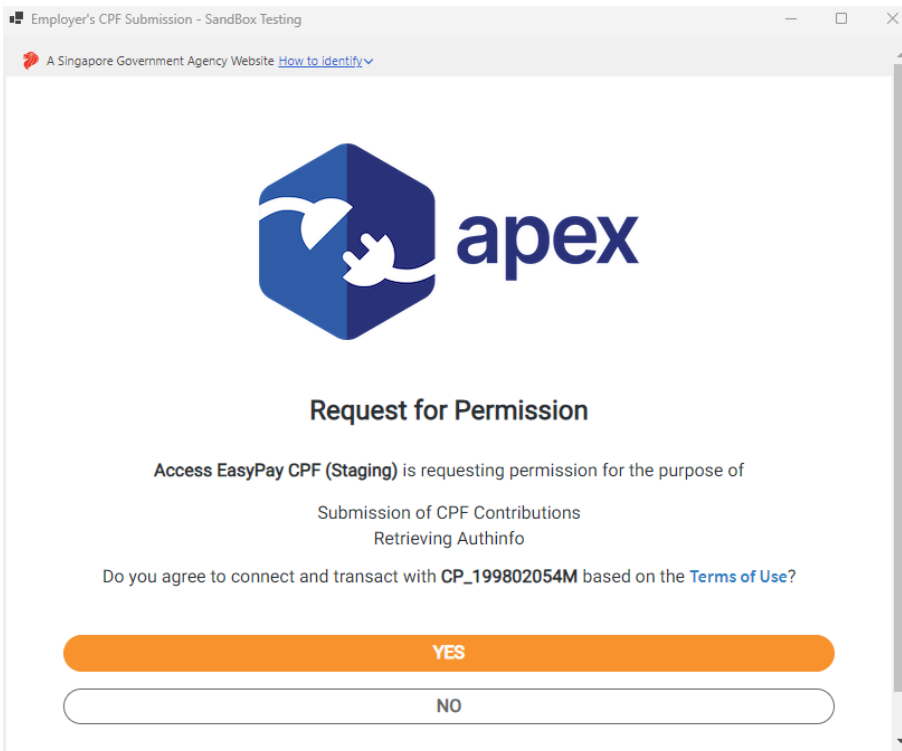 Employer's CPF Submission - SandBox Testing
A Singapore Government Agency Website How to identify
apex
Request for Permission
Access EasyPay CPF (Staging) is requesting permission for the purpose of
Submission of CPF Contributions
Retrieving Authinfo
Do you agree to connect and transact with CP_199802054M based on the Terms of Use?
YES
NO